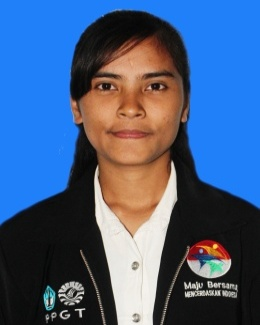 PPGT
Maju Bersama
MENCERDASKAN INDONESIA